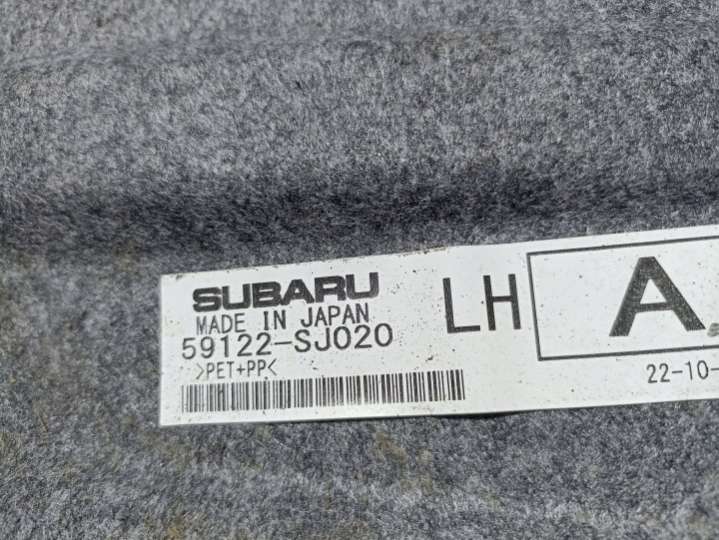 SUBARU
MADE IN JAPAN
59122-SJ020
>PET+PP<
LH
A
22-10-